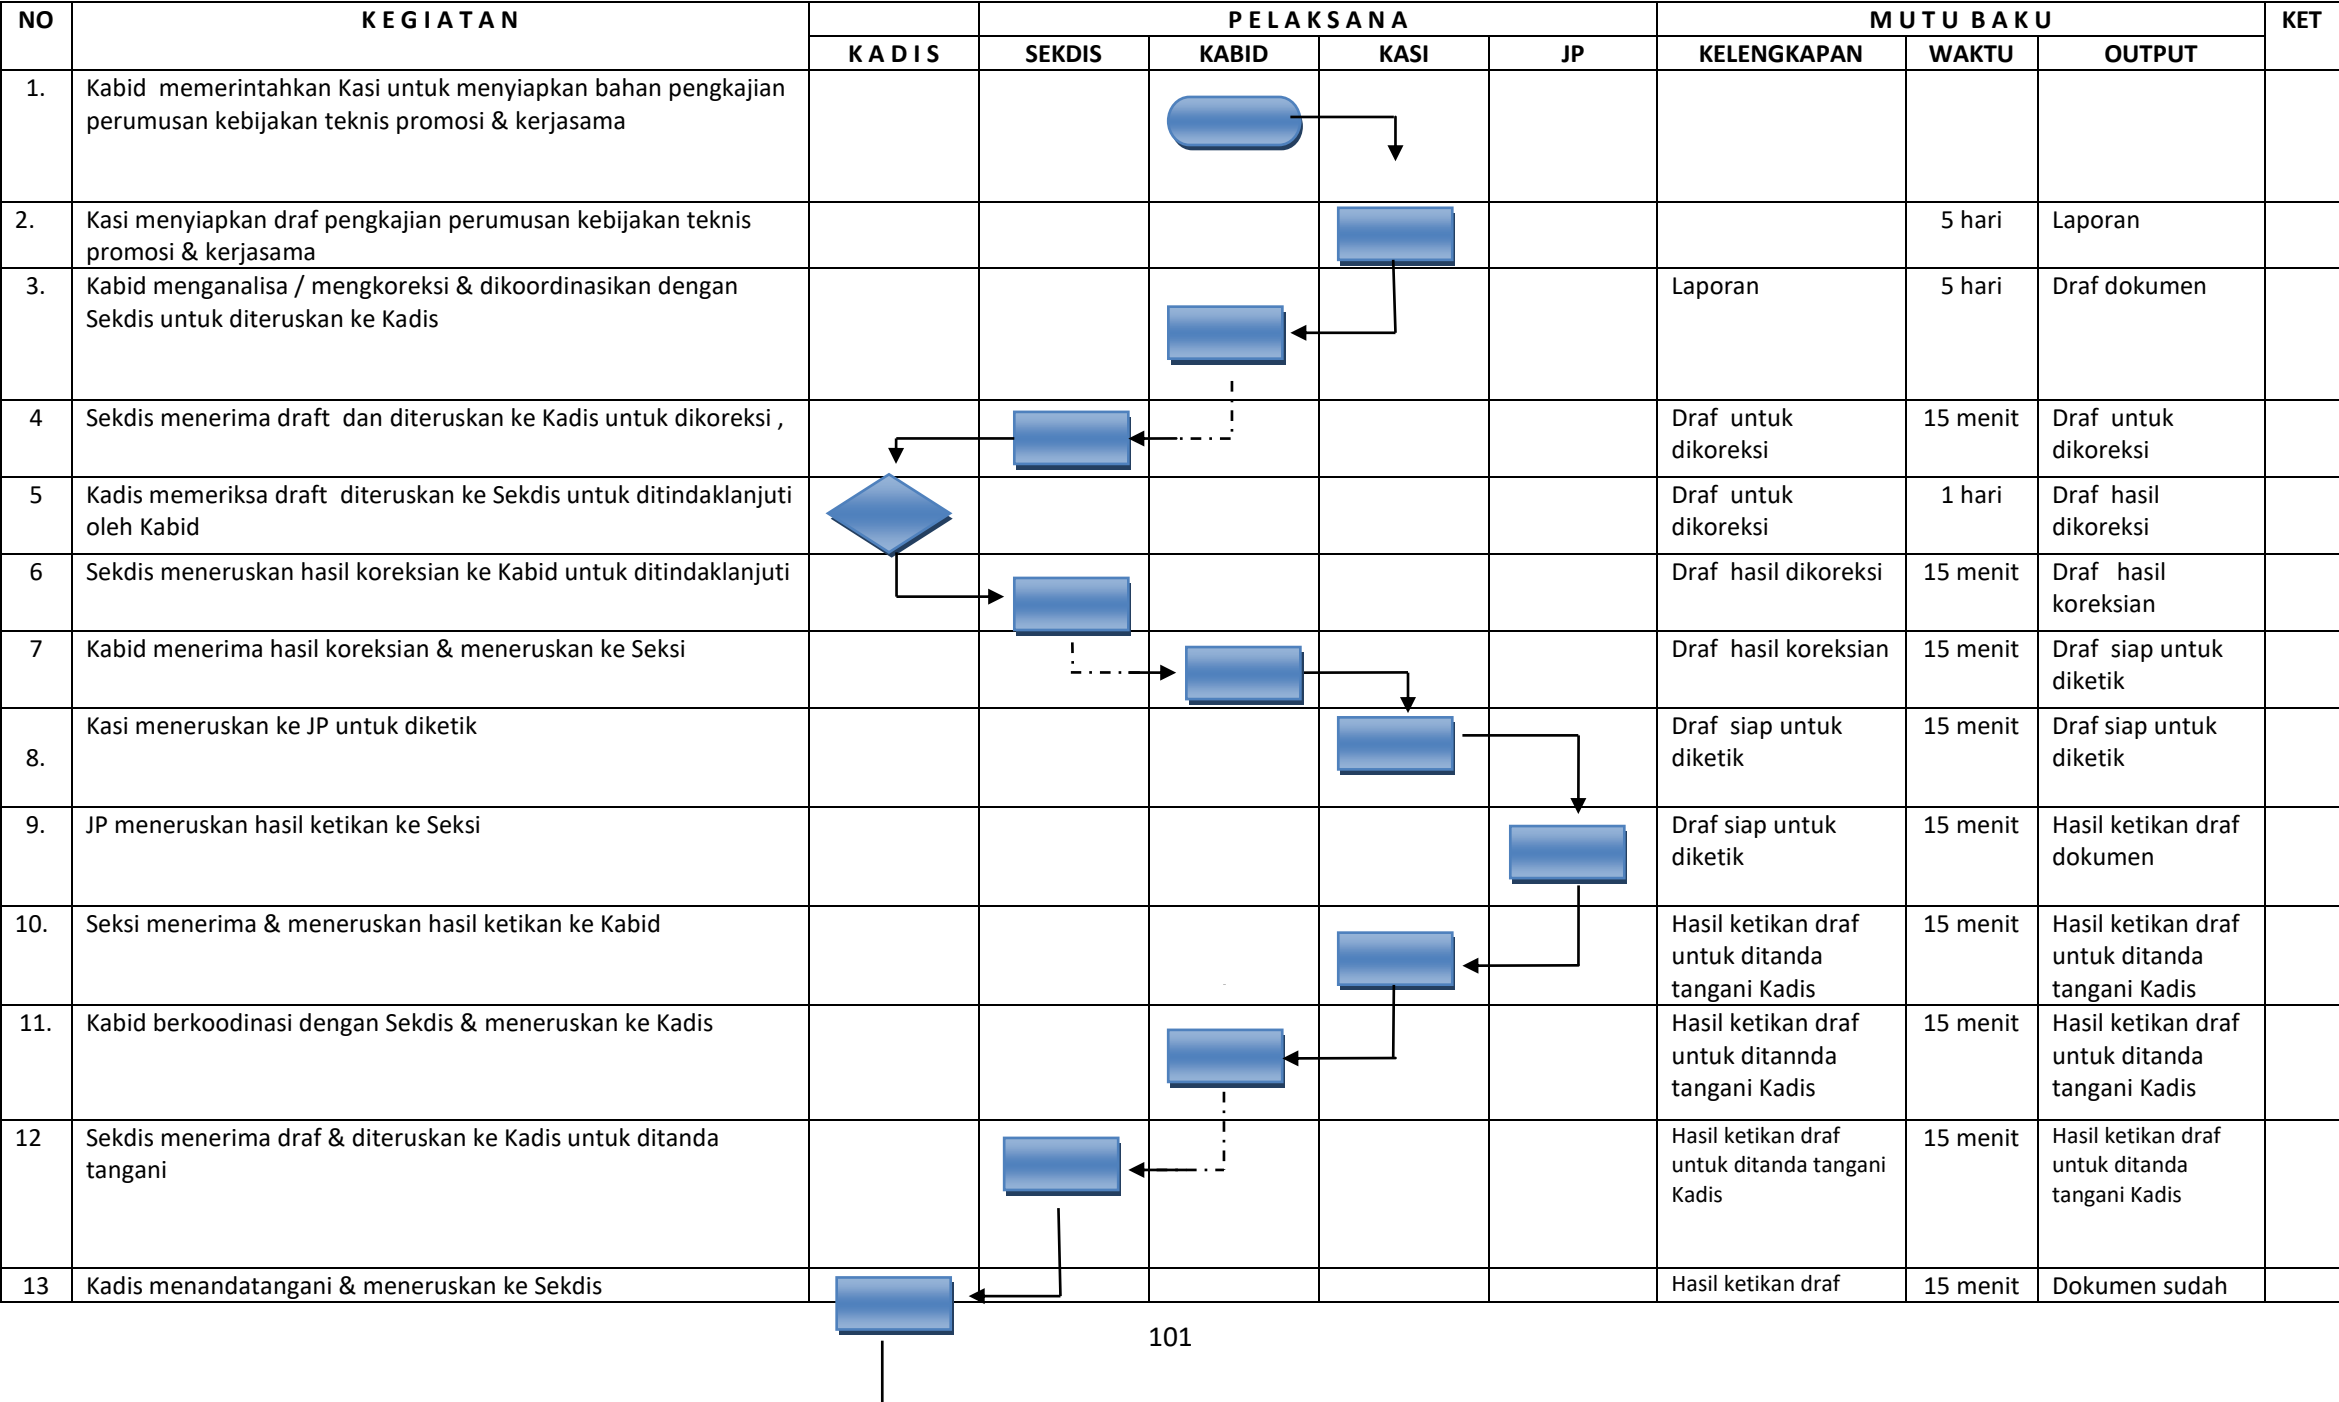 NO K E G I A T A N P E L A K S A N A M U T U B A K U KET
K A D I S SEKDIS KABID KASI JP KELENGKAPAN WAKTU OUTPUT
1. Kabid memerintahkan Kasi untuk menyiapkan bahan pengkajian
perumusan kebijakan teknis promosi & kerjasama
2. Kasi menyiapkan draf pengkajian perumusan kebijakan teknis 5 hari Laporan
promosi & kerjasama
3. Kabid menganalisa / mengkoreksi & dikoordinasikan dengan Laporan 5 hari Draf dokumen
Sekdis untuk diteruskan ke Kadis
4 Sekdis menerima draft dan diteruskan ke Kadis untuk dikoreksi , Draf untuk 15 menit Draf untuk
dikoreksi dikoreksi
5 Kadis memeriksa draft diteruskan ke Sekdis untuk ditindaklanjuti Draf untuk 1 hari Draf hasil
oleh Kabid dikoreksi dikoreksi
6 Sekdis meneruskan hasil koreksian ke Kabid untuk ditindaklanjuti Draf hasil dikoreksi 15 menit Draf hasil
koreksian
7 Kabid menerima hasil koreksian & meneruskan ke Seksi Draf hasil koreksian 15 menit Draf siap untuk
diketik
8. Kasi meneruskan ke JP untuk diketik Draf siap untuk 15 menit Draf siap untuk
diketik diketik
9. JP meneruskan hasil ketikan ke Seksi Draf siap untuk 15 menit Hasil ketikan draf
diketik dokumen
10. Seksi menerima & meneruskan hasil ketikan ke Kabid Hasil ketikan draf 15 menit Hasil ketikan draf
untuk ditanda untuk ditanda
tangani Kadis tangani Kadis
11. Kabid berkoodinasi dengan Sekdis & meneruskan ke Kadis Hasil ketikan draf 15 menit Hasil ketikan draf
untuk ditannda untuk ditanda
tangani Kadis tangani Kadis
12 Sekdis menerima draf & diteruskan ke Kadis untuk ditanda Hasil ketikan draf 15 menit Hasil ketikan draf
tangani untuk ditanda tangani untuk ditanda
Kadis tangani Kadis
13 Kadis menandatangani & meneruskan ke Sekdis Hasil ketikan draf 15 menit Dokumen sudah
101